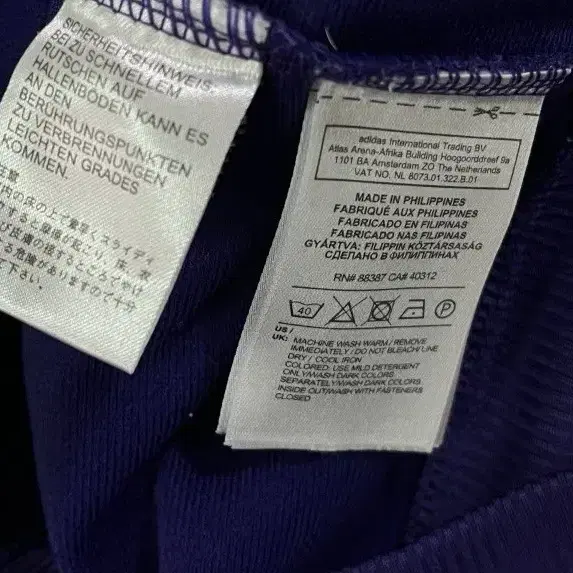 SICHERHEITSHINWEIS:
BEI ZU SCHNELLEM
RUTSCHEN AUF
HALLENBÖDEN KANN ES
AN DEN
BERÜHRUNGSPUNKTEN
ZU VERBRENNUNGEN
LEICHTEN GRADES
KOMMEN.
adidas International Trading BV
Atlas Arena-Afrika Building Hoogoorddreef 9a
1101 BA Amsterdam ZO The Netherlands
VAT NO. NL 8073.01.322.B.01
MADE IN PHILIPPINES
FABRIQUÉ AUX PHILIPPINES
FABRICADO EN FILIPINAS
FABRICADO NAS FILIPINAS
GYÁRTVA: FILIPPIN KÖZTÁRSASÁG
СДЕЛАНО В ФИЛИППИНАХ
RN# 88387 CA# 40312
40 P
US /
UK: MACHINE WASH WARM / REMOVE
IMMEDIATELY / DO NOT BLEACH / LINE
DRY / COOL IRON
COLORED: USE MILD DETERGENT
ONLY/WASH DARK COLORS
SEPARATELY/WASH DARK COLORS
INSIDE OUT/WASH WITH FASTENERS
CLOSED